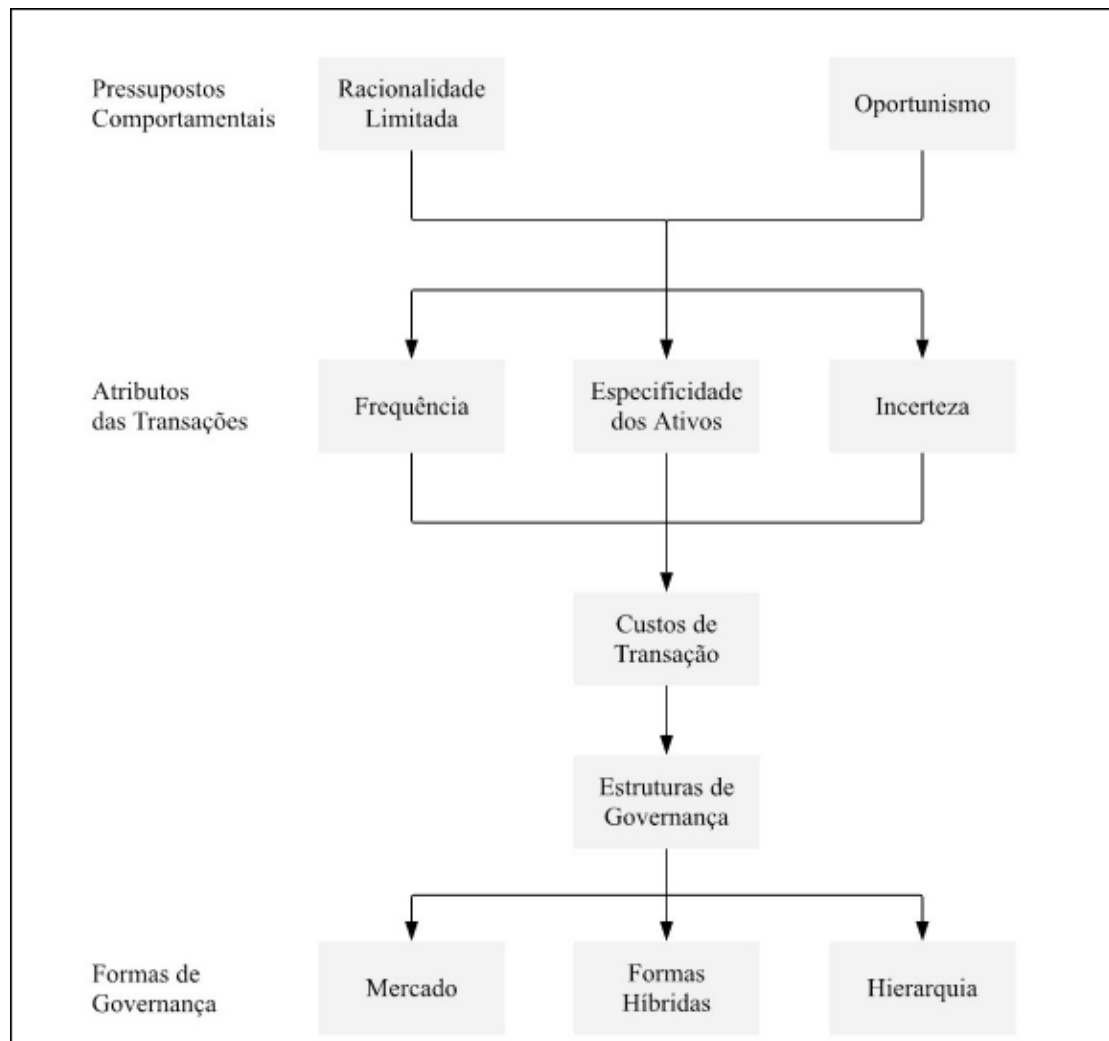 Pressupostos
Comportamentais
Racionalidade
Limitada
Oportunismo
Atributos
das Transações
Frequência
Especificidade
dos Ativos
Incerteza
Custos de
Transação
Estruturas de
Governança
Formas de
Governança
Mercado
Formas
Híbridas
Hierarquia